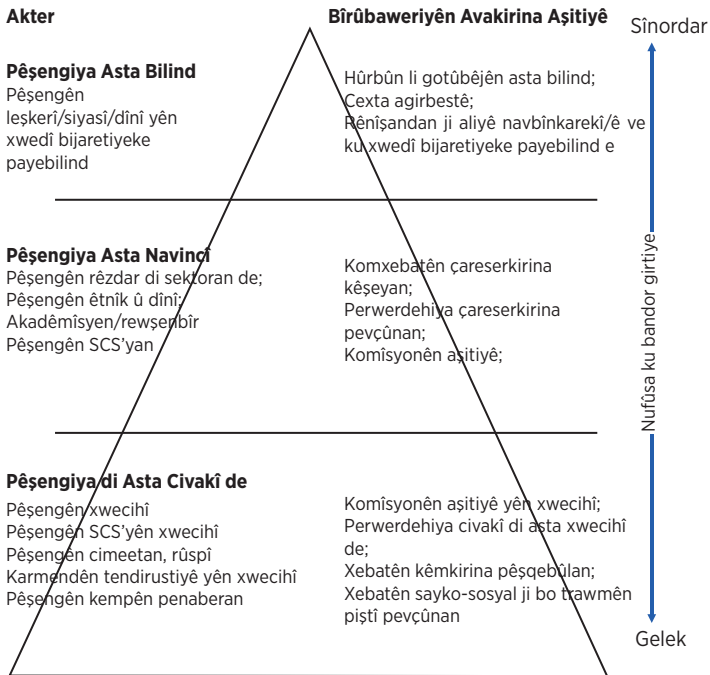 Akter
Bîrûbaweriyên Avakirina Aşitiyê
Sînordar
Pêşengiya Asta Bilind
Pêşengên
leşkerî/siyasî/dînî yên
xwedî bijaretiyeke
payebilind
Hûrbûn li gotûbêjên asta bilind;
Cexta agirbestê;
Rênîşandan ji aliyê navbînkarekî/ê ve
ku xwedî bijaretiyeke payebilind e
Pêşengiya Asta Navincî
Pêşengên rêzdar di sektoran de;
Pêşengên êtnîk û dînî;
Akadêmîsyen/rewşenbîr
Pêşengên SCS'yan
Komxebatên çareserkirina
kêşeyan;
Perwerdehiya çareserkirina
pevçûnan;
Komîsyonên aşitiyê;
Nufûsa ku bandor girtiye
Pêşengiya di Asta Civakî de
Pêşengên xwecihî
Pêşengên SCS'yên xwecihî
Pêşengên cimeetan, rûspî
Karmendên tendirustiyê yên xwecihî
Pêşengên kempên penaberan
Komîsyonên aşitiyê yên xwecihî;
Perwerdehiya civakî di asta xwecihî
de;
Xebatên kêmkirina pêşqebûlan;
Xebatên sayko-sosyal ji bo trawmên
piştî pevçûnan
Gelek